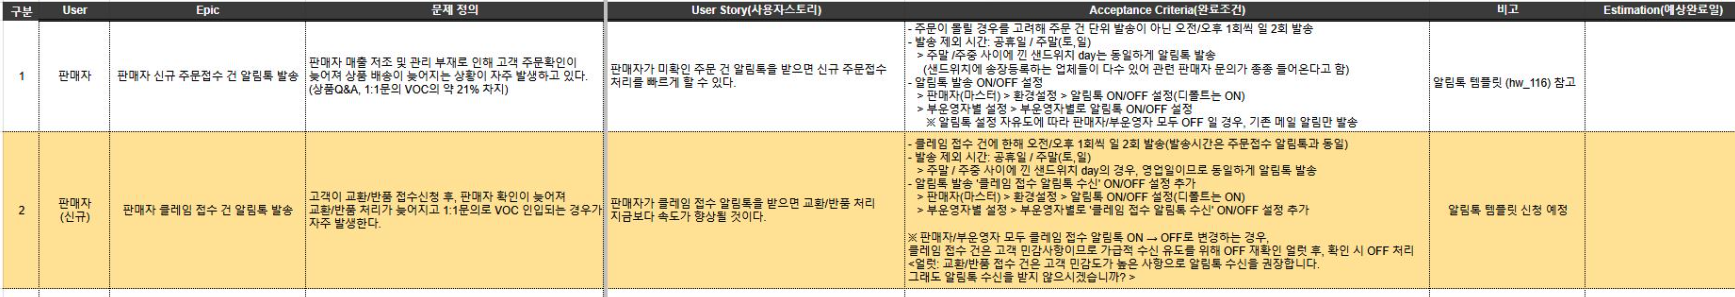 구분 User Epic 문제 정의 User Story(사용자스토리) Acceptance Criteria(완료조건) 비고 Estimation(예상완료일)
1
판매자
판매자 신규 주문접수 건 알림톡 발송
판매자 매출 저조 및 관리 부재로 인해 고객 주문확인이
늦어져 상품 배송이 늦어지는 상황이 자주 발생하고 있다.
(상품Q&A, 1:1문의 VOC의 약 21% 차지)
판매자가 미확인 주문 건 알림톡을 받으면 신규 주문접수
처리를 빠르게 할 수 있다.
- 주문이 몰릴 경우를 고려해 주문 건 단위 발송이 아닌 오전/오후 1회씩 일 2회 발송
- 발송 제외 시간: 공휴일 / 주말(토,일)
> 주말 /주중 사이에 낀 샌드위치 day는 동일하게 알림톡 발송
(샌드위치에 송장등록하는 업체들이 다수 있어 관련 판매자 문의가 종종 들어온다고 함)
- 알림톡 발송 ON/OFF 설정
> 판매자(마스터) > 환경설정 > 알림톡 ON/OFF 설정(디폴트는 ON)
> 부운영자별 설정 > 부운영자별로 알림톡 ON/OFF 설정
※ 알림톡 설정 자유도에 따라 판매자/부운영자 모두 OFF 일 경우, 기존 메일 알림만 발송
알림톡 템플릿 (hw_116) 참고
2
판매자
(신규)
판매자 클레임 접수 건 알림톡 발송
고객이 교환/반품 접수신청 후, 판매자 확인이 늦어져
교환/반품 처리가 늦어지고 1:1문의로 VOC 인입되는 경우가
자주 발생한다.
판매자가 클레임 접수 알림톡을 받으면 교환/반품 처리
지금보다 속도가 향상될 것이다.
- 클레임 접수 건에 한해 오전/오후 1회씩 일 2회 발송(발송시간은 주문접수 알림톡과 동일)
- 발송 제외 시간: 공휴일 / 주말(토,일)
> 주말 / 주중 사이에 낀 샌드위치 day의 경우, 영업일이므로 동일하게 알림톡 발송
- 알림톡 발송 '클레임 접수 알림톡 수신' ON/OFF 설정 추가
> 판매자(마스터) > 환경설정 > 알림톡 ON/OFF 설정(디폴트는 ON)
> 부운영자별 설정 > 부운영자별로 '클레임 접수 알림톡 수신' ON/OFF 설정 추가
※ 판매자/부운영자 모두 클레임 접수 알림톡 ON → OFF로 변경하는 경우,
클레임 접수 건은 고객 민감사항이므로 가급적 수신 유도를 위해 OFF 재확인 얼럿 후, 확인 시 OFF 처리
<얼럿: 교환/반품 접수 건은 고객 민감도가 높은 사항으로 알림톡 수신을 권장합니다.
그래도 알림톡 수신을 받지 않으시겠습니까? >
알림톡 템플릿 신청 예정